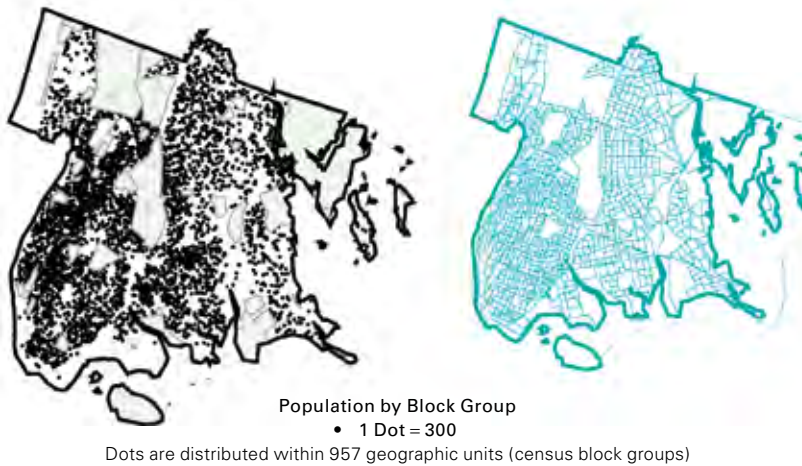 Population by Block Group
• 1 Dot = 300
Dots are distributed within 957 geographic units (census block groups)